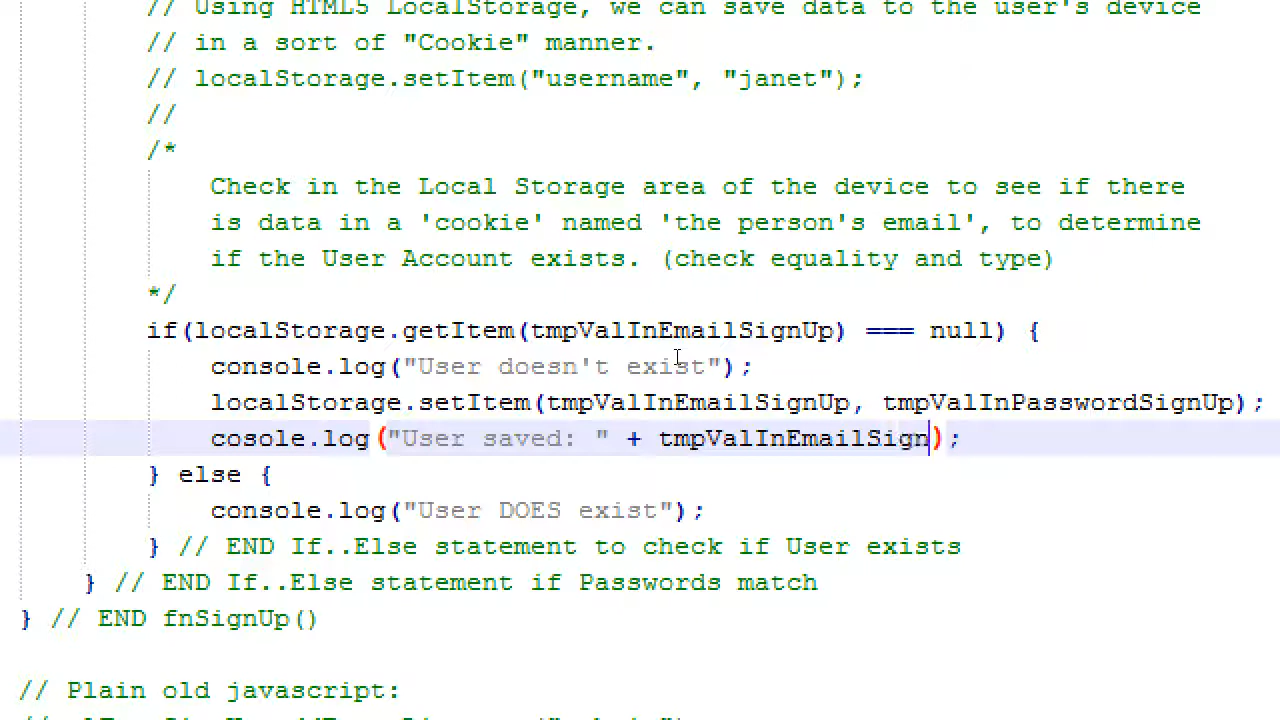 // Using HTML5 LocalStorage, we can save data to the user's device
// in a sort of "Cookie" manner.
// localStorage.setItem("username", "janet");
//
/*
Check in the Local Storage area of the device to see if there
is data in a 'cookie' named 'the person's email', to determine
if the User Account exists. (check equality and type)
*/
if(localStorage.getItem(tmpValInEmailSignUp) === null) {
console.log("User doesn't exist");
localStorage.setItem(tmpValInEmailSignUp, tmpValInPasswordSignUp);
cosole.log("User saved: " + tmpValInEmailSign);
} else {
console.log("User DOES exist");
} // END If..Else statement to check if User exists
} // END If..Else statement if Passwords match
} // END fnSignUp()
// Plain old javascript: